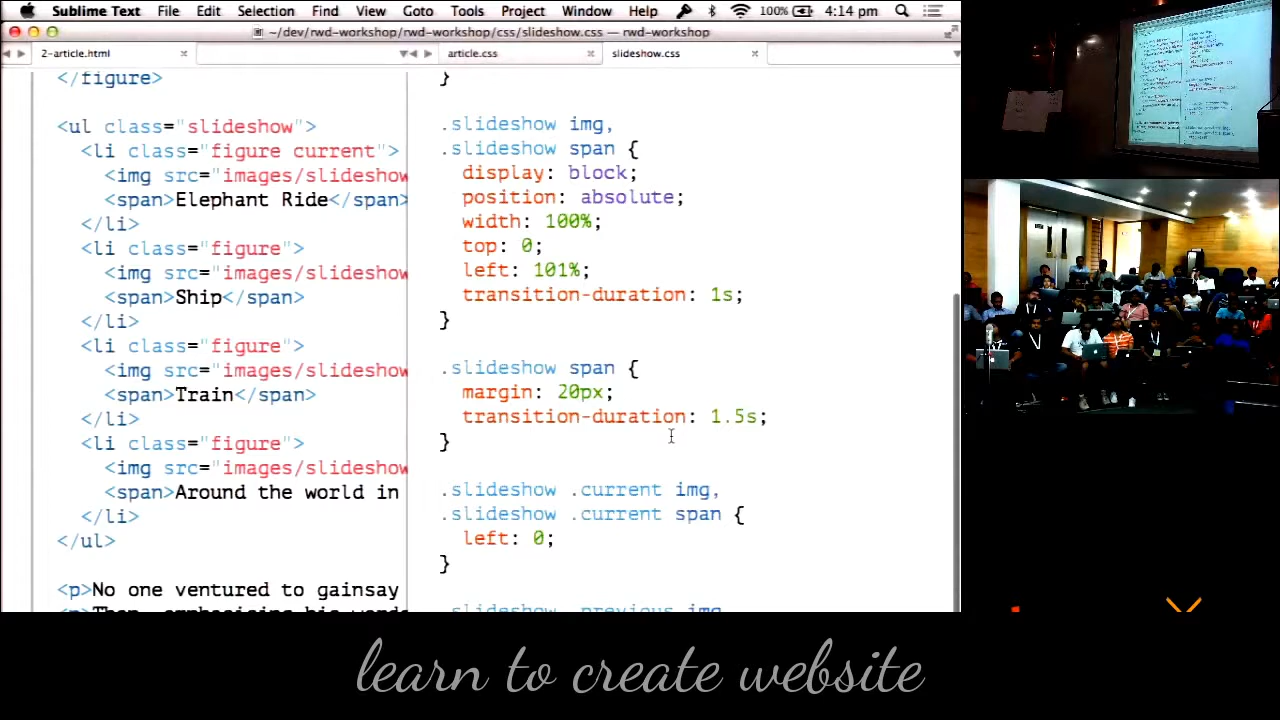 Sublime Text File Edit Selection Find View Goto Tools Project Window Help 100% 4:14 pm
~/dev/rwd-workshop/rwd-workshop/css/slideshow.css — rwd-workshop
2-article.html
article.css
slideshow.css
</figure>
<ul class="slideshow">
<li class="figure current">
<img src="images/slideshow
<span>Elephant Ride</span>
</li>
<li class="figure">
<img src="images/slideshow
<span>Ship</span>
</li>
<li class="figure">
<img src="images/slideshow
<span>Train</span>
</li>
<li class="figure">
<img src="images/slideshow
<span>Around the world in
</li>
</ul>
<p>No one ventured to gainsay
}
.slideshow img,
.slideshow span {
display: block;
position: absolute;
width: 100%;
top: 0;
left: 101%;
transition-duration: 1s;
}
.slideshow span {
margin: 20px;
transition-duration: 1.5s;
}
.slideshow .current img,
.slideshow .current span {
left: 0;
}
.slideshow .previous img
learn to create website